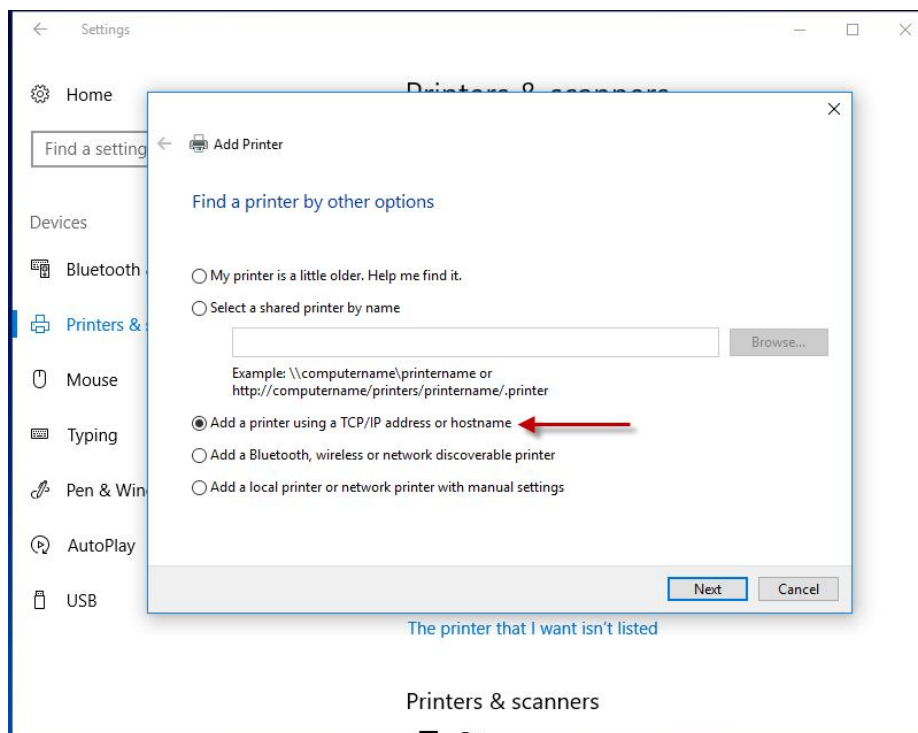 Settings
Home
Printers & scanners
Find a setting
Add Printer
Find a printer by other options
Devices
My printer is a little older. Help me find it.
Bluetooth
Select a shared printer by name
Printers &
Browse...
Example: \\computername\printername or
http://computername/printers/printername/.printer
Mouse
Add a printer using a TCP/IP address or hostname
Typing
Add a Bluetooth, wireless or network discoverable printer
Pen & Win
Add a local printer or network printer with manual settings
AutoPlay
Next
Cancel
USB
The printer that I want isn't listed
Printers & scanners